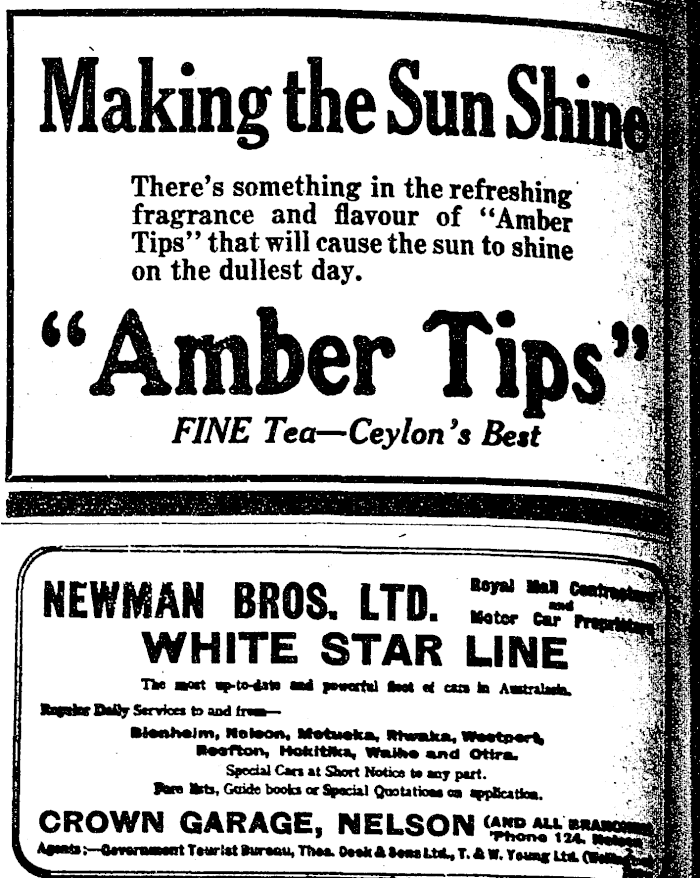 Making the Sun Shine
There's something in the refreshing
fragrance and flavour of "Amber
Tips" that will cause the sun to shine
on the dullest day.
"Amber Tips"
FINE Tea—Ceylon's Best
NEWMAN BROS. LTD.
Royal Mail Contractors
and
Motor Car Proprietors
WHITE STAR LINE
The most up-to-date and powerful fleet of cars in Australasia.
Regular Daily Services to and from—
Blenheim, Nelson, Motueka, Riwaka, Westport,
Reefton, Hokitika, Waiho and Otira.
Special Cars at Short Notice to any part.
Fare lists, Guide books or Special Quotations on application.
CROWN GARAGE, NELSON
(AND ALL BRANCHES
'Phone 124, Nelson
Agents:—Government Tourist Bureau, Thos. Cook & Sons Ltd., T. & W. Young Ltd.